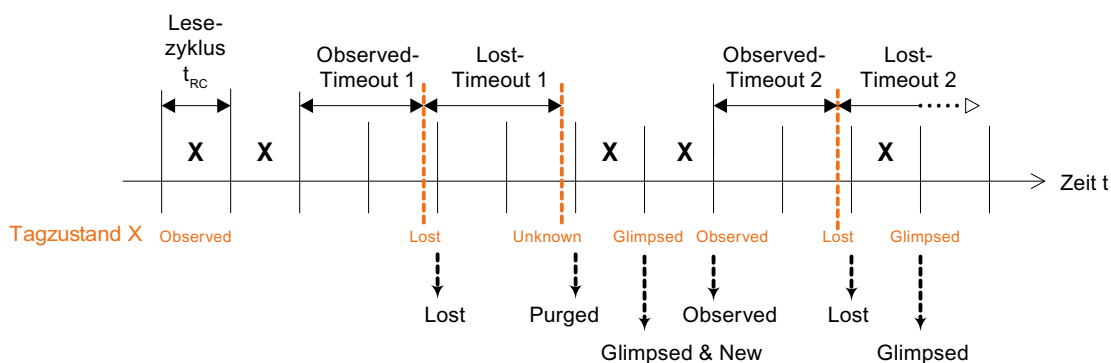 Lese-
zyklus
tRC
Observed-
Timeout 1
Lost-
Timeout 1
Observed-
Timeout 2
Lost-
Timeout 2
X X X X X
Zeit t
Tagzustand X Observed Lost Unknown Glimpsed Observed Lost Glimpsed
Lost Purged Observed Lost
Glimpsed & New Glimpsed